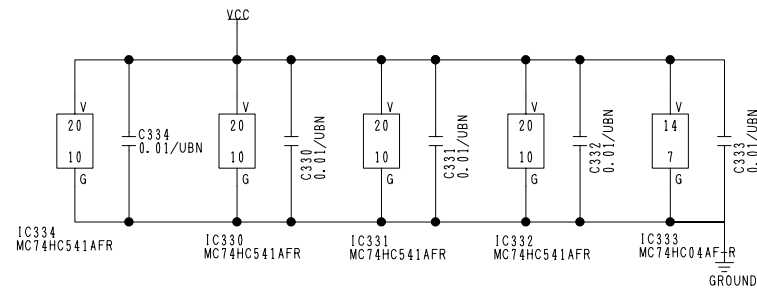 VCC
V
20
10
G
C334
0.01/UBN
V
20
10
G
C330
0.01/UBN
V
20
10
G
C331
0.01/UBN
V
20
10
G
C332
0.01/UBN
V
14
7
G
C333
0.01/UBN
IC334
MC74HC541AFR
IC330
MC74HC541AFR
IC331
MC74HC541AFR
IC332
MC74HC541AFR
IC333
MC74HC04AF-R
GROUND